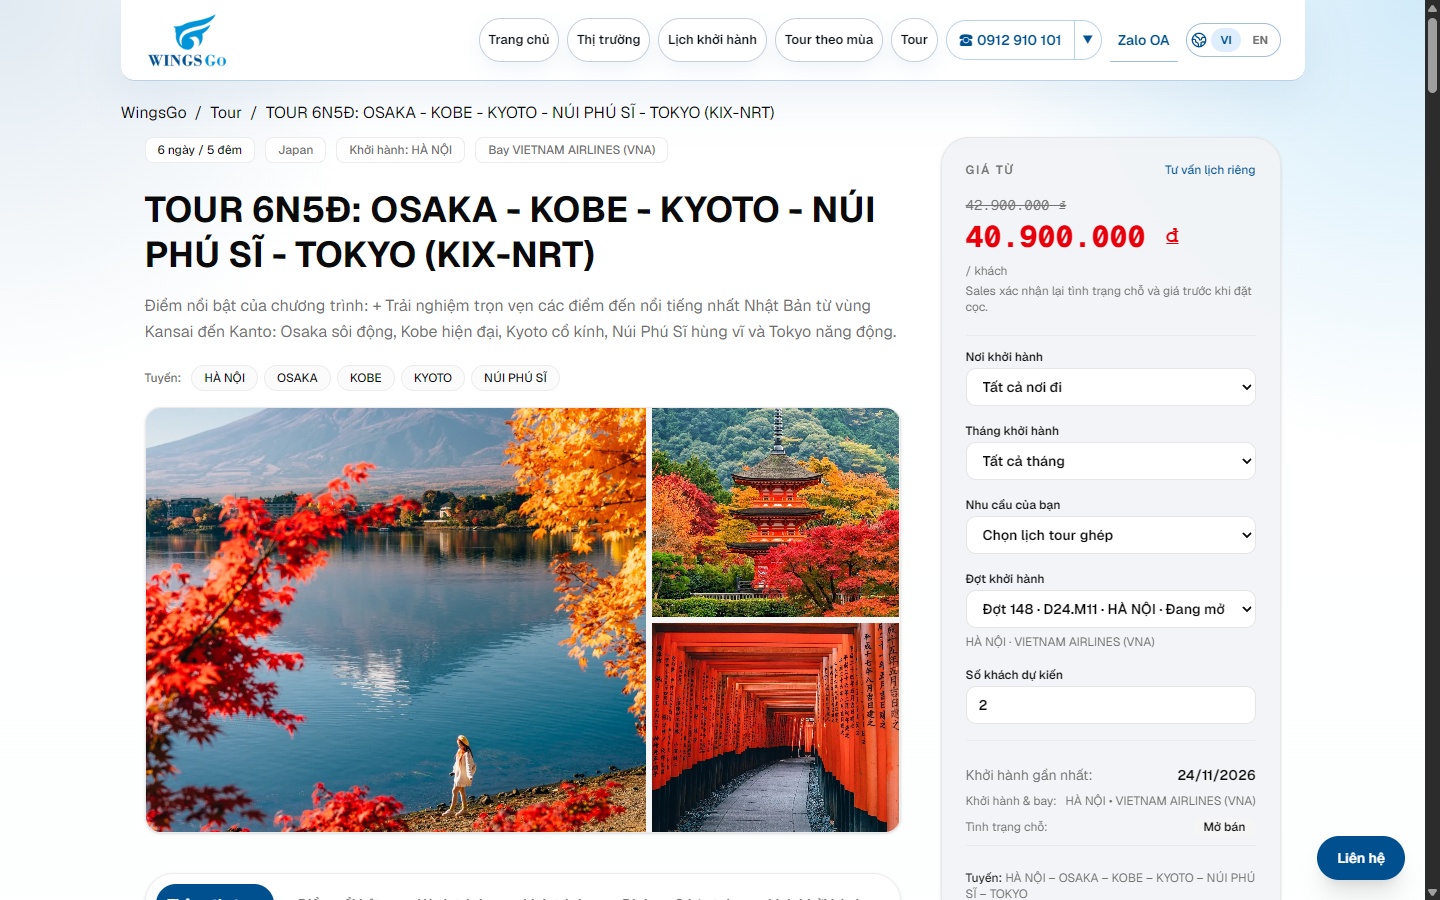 WINGS GO
Trang chủ
Thị trường
Lịch khởi hành
Tour theo mùa
Tour
☎ 0912 910 101
▼
Zalo OA
VI
EN
WingsGo / Tour / TOUR 6N5Đ: OSAKA - KOBE - KYOTO - NÚI PHÚ SĨ - TOKYO (KIX-NRT)
6 ngày / 5 đêm
Japan
Khởi hành: HÀ NỘI
Bay VIETNAM AIRLINES (VNA)
TOUR 6N5Đ: OSAKA - KOBE - KYOTO - NÚI
PHÚ SĨ - TOKYO (KIX-NRT)
Điểm nổi bật của chương trình: + Trải nghiệm trọn vẹn các điểm đến nổi tiếng nhất Nhật Bản từ vùng
Kansai đến Kanto: Osaka sôi động, Kobe hiện đại, Kyoto cổ kính, Núi Phú Sĩ hùng vĩ và Tokyo năng động.
Tuyến:
HÀ NỘI
OSAKA
KOBE
KYOTO
NÚI PHÚ SĨ
GIÁ TỪ
Tư vấn lịch riêng
42.900.000 ₫
40.900.000 ₫
/ khách
Sales xác nhận lại tình trạng chỗ và giá trước khi đặt
cọc.
Nơi khởi hành
Tất cả nơi đi
Tháng khởi hành
Tất cả tháng
Nhu cầu của bạn
Chọn lịch tour ghép
Đợt khởi hành
Đợt 148 · D24.M11 · HÀ NỘI · Đang mở
HÀ NỘI · VIETNAM AIRLINES (VNA)
Số khách dự kiến
2
Khởi hành gần nhất: 24/11/2026
Khởi hành & bay: HÀ NỘI • VIETNAM AIRLINES (VNA)
Tình trạng chỗ: Mở bán
Tuyến: HÀ NỘI – OSAKA – KOBE – KYOTO – NÚI PHÚ
SĨ – TOKYO
Liên hệ